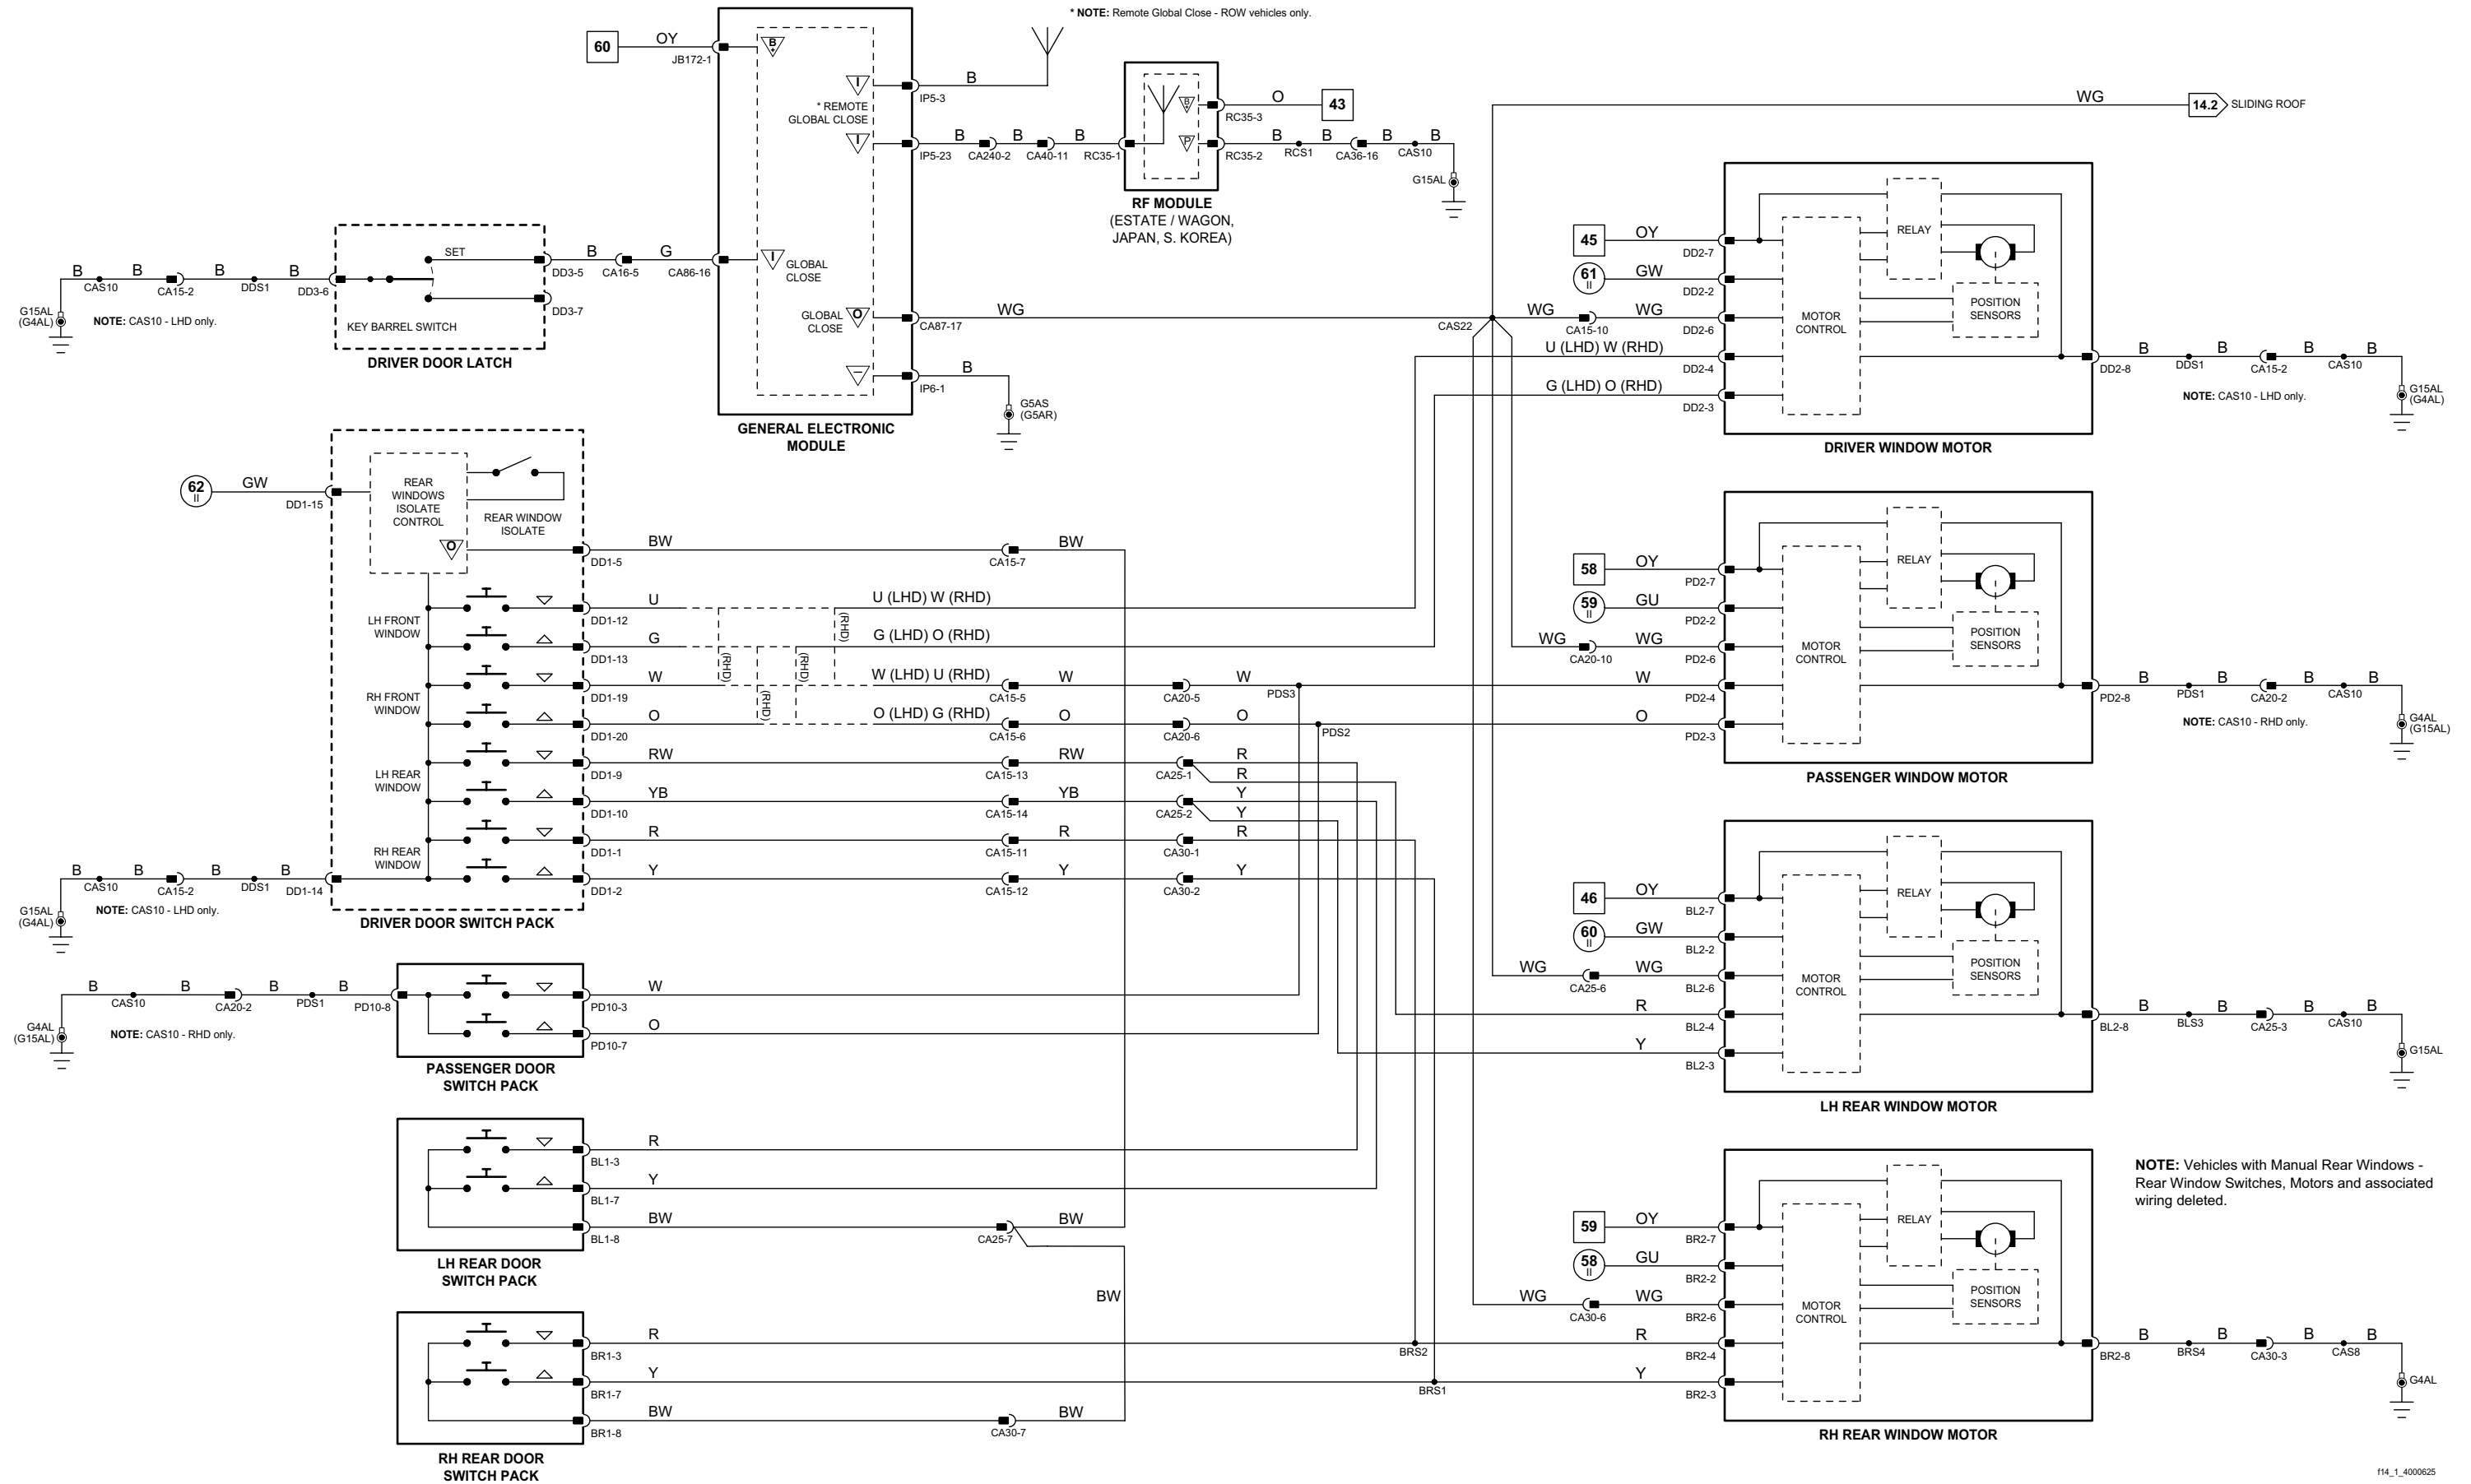 * NOTE: Remote Global Close - ROW vehicles only.
60
OY
JB172-1
B+
I
B
IP5-3
* REMOTE
GLOBAL CLOSE
I
B
B
B
IP5-23
CA240-2
CA40-11
RC35-1
B+
O
43
RC35-3
P
B
B
B
B
RC35-2
RCS1
CA36-16
CAS10
G15AL
RF MODULE
(ESTATE / WAGON,
JAPAN, S. KOREA)
WG
14.2
SLIDING ROOF
B
B
B
B
CAS10
CA15-2
DDS1
DD3-6
G15AL
(G4AL)
NOTE: CAS10 - LHD only.
SET
KEY BARREL SWITCH
DRIVER DOOR LATCH
B
G
DD3-5
CA16-5
CA86-16
DD3-7
I
GLOBAL
CLOSE
GLOBAL
CLOSE
O
WG
CA87-17
CAS22
–
B
IP6-1
G5AS
(G5AR)
GENERAL ELECTRONIC
MODULE
45
OY
DD2-7
61
II
GW
DD2-2
WG
WG
CA15-10
DD2-6
U (LHD) W (RHD)
DD2-4
G (LHD) O (RHD)
DD2-3
RELAY
MOTOR
CONTROL
POSITION
SENSORS
B
B
B
B
DD2-8
DDS1
CA15-2
CAS10
NOTE: CAS10 - LHD only.
G15AL
(G4AL)
DRIVER WINDOW MOTOR
62
II
GW
DD1-15
REAR
WINDOWS
ISOLATE
CONTROL
REAR WINDOW
ISOLATE
O
BW
BW
DD1-5
CA15-7
LH FRONT
WINDOW
U
U (LHD) W (RHD)
DD1-12
G
G (LHD) O (RHD)
DD1-13
(RHD)
(RHD)
(RHD)
(RHD)
RH FRONT
WINDOW
W
W (LHD) U (RHD)
W
W
W
DD1-19
CA15-5
CA20-5
PDS3
O
O (LHD) G (RHD)
O
O
O
DD1-20
CA15-6
CA20-6
PDS2
LH REAR
WINDOW
RW
RW
R
R
DD1-9
CA15-13
CA25-1
YB
YB
Y
Y
DD1-10
CA15-14
CA25-2
RH REAR
WINDOW
R
R
R
DD1-1
CA15-11
CA30-1
Y
Y
Y
DD1-2
CA15-12
CA30-2
B
B
B
B
CAS10
CA15-2
DDS1
DD1-14
G15AL
(G4AL)
NOTE: CAS10 - LHD only.
DRIVER DOOR SWITCH PACK
58
OY
PD2-7
59
II
GU
PD2-2
WG
WG
CA20-10
PD2-6
PD2-4
PD2-3
RELAY
MOTOR
CONTROL
POSITION
SENSORS
B
B
B
B
PD2-8
PDS1
CA20-2
CAS10
NOTE: CAS10 - RHD only.
G4AL
(G15AL)
PASSENGER WINDOW MOTOR
B
B
B
B
CAS10
CA20-2
PDS1
PD10-8
G4AL
(G15AL)
NOTE: CAS10 - RHD only.
W
PD10-3
O
PD10-7
PASSENGER DOOR
SWITCH PACK
46
OY
BL2-7
60
II
GW
BL2-2
WG
WG
CA25-6
BL2-6
R
BL2-4
Y
BL2-3
RELAY
MOTOR
CONTROL
POSITION
SENSORS
B
B
B
B
BL2-8
BLS3
CA25-3
CAS10
G15AL
LH REAR WINDOW MOTOR
R
BL1-3
Y
BL1-7
BW
BW
BL1-8
CA25-7
BW
LH REAR DOOR
SWITCH PACK
R
BR1-3
BRS2
Y
BR1-7
BRS1
BW
BW
BR1-8
CA30-7
RH REAR DOOR
SWITCH PACK
NOTE: Vehicles with Manual Rear Windows -
Rear Window Switches, Motors and associated
wiring deleted.
59
OY
BR2-7
58
II
GU
BR2-2
WG
WG
CA30-6
BR2-6
R
BR2-4
Y
BR2-3
RELAY
MOTOR
CONTROL
POSITION
SENSORS
B
B
B
B
BR2-8
BRS4
CA30-3
CAS8
G4AL
RH REAR WINDOW MOTOR
f14_1_4000625